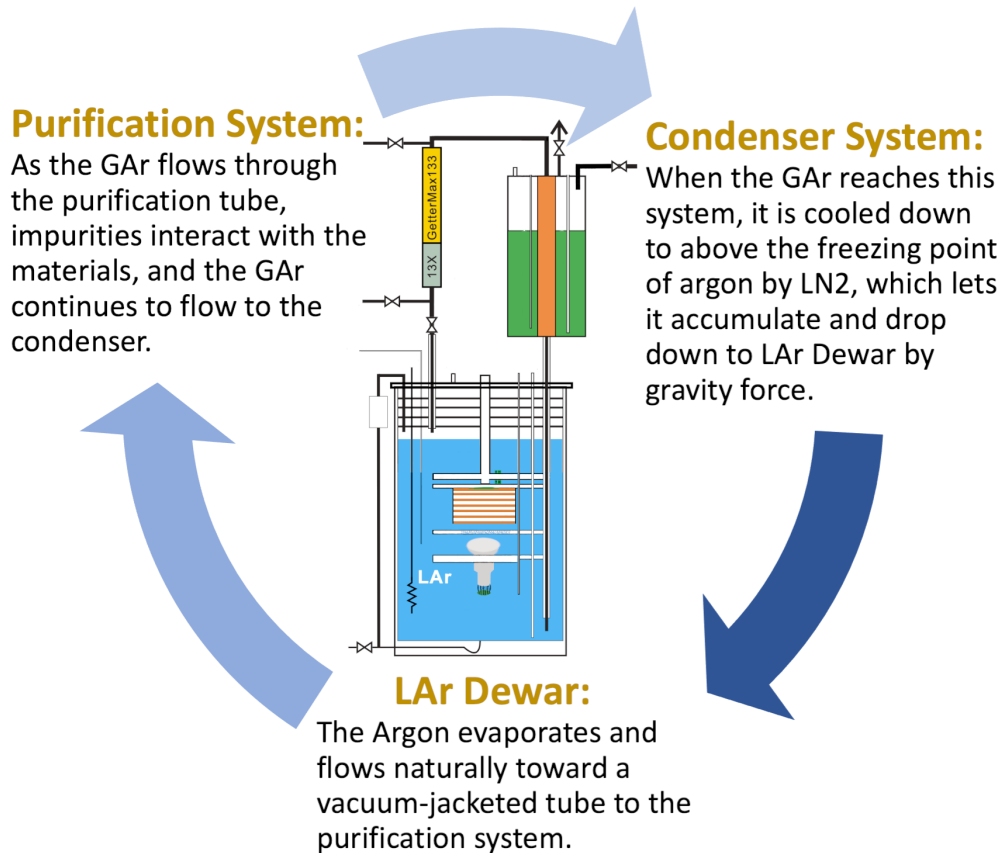 Purification System:
As the GAr flows through
the purification tube,
impurities interact with the
materials, and the GAr
continues to flow to the
condenser.
GetterMax133
13X
Condenser System:
When the GAr reaches this
system, it is cooled down
to above the freezing point
of argon by LN2, which lets
it accumulate and drop
down to LAr Dewar by
gravity force.
LAr
LAr Dewar:
The Argon evaporates and
flows naturally toward a
vacuum-jacketed tube to the
purification system.